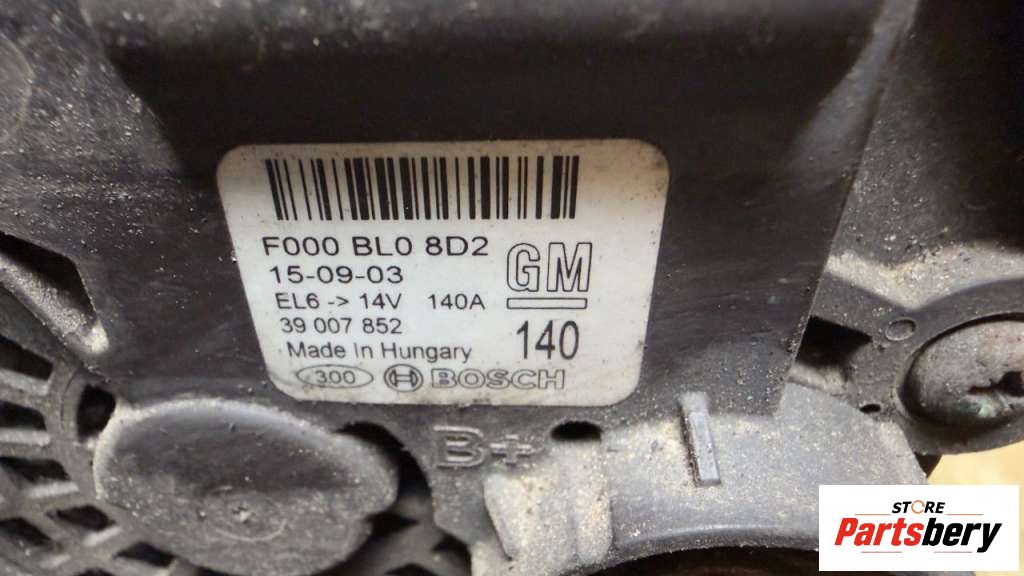 F000 BL0 8D2
15-09-03
EL6 -> 14V 140A
39 007 852
Made In Hungary
300 BOSCH
GM
140
B+
STORE
Partsbery